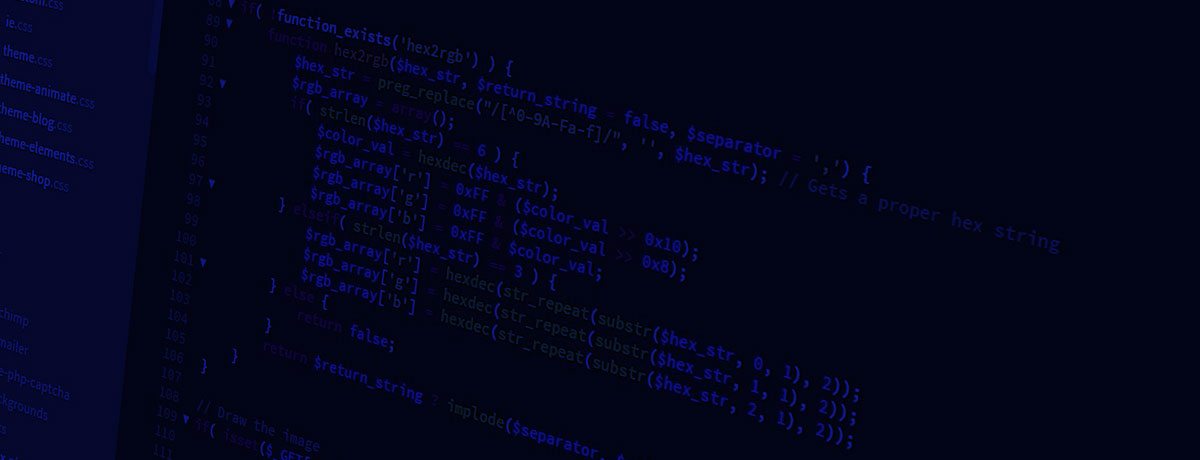 ie.css
theme.css
theme-animate.css
theme-blog.css
theme-elements.css
theme-shop.css
chimp
mailer
-php-captcha
ckgrounds
88 if( !function_exists('hex2rgb') ) {
89 function hex2rgb($hex_str, $return_string = false, $separator = ',') {
90 $hex_str = preg_replace("/[^0-9A-Fa-f]/", '', $hex_str); // Gets a proper hex string
91 $rgb_array = array();
92 if( strlen($hex_str) == 6 ) {
93 $color_val = hexdec($hex_str);
94 $rgb_array['r'] = 0xFF & ($color_val >> 0x10);
95 $rgb_array['g'] = 0xFF & ($color_val >> 0x8);
96 $rgb_array['b'] = 0xFF & $color_val;
97 } elseif( strlen($hex_str) == 3 ) {
98 $rgb_array['r'] = hexdec(str_repeat(substr($hex_str, 0, 1), 2));
99 $rgb_array['g'] = hexdec(str_repeat(substr($hex_str, 1, 1), 2));
100 $rgb_array['b'] = hexdec(str_repeat(substr($hex_str, 2, 1), 2));
101 } else {
102 return false;
103 }
104 return $return_string ? implode($separator,
105 }
106 }
107
108 // Draw the image
109 if( isset($_GET[
110
111